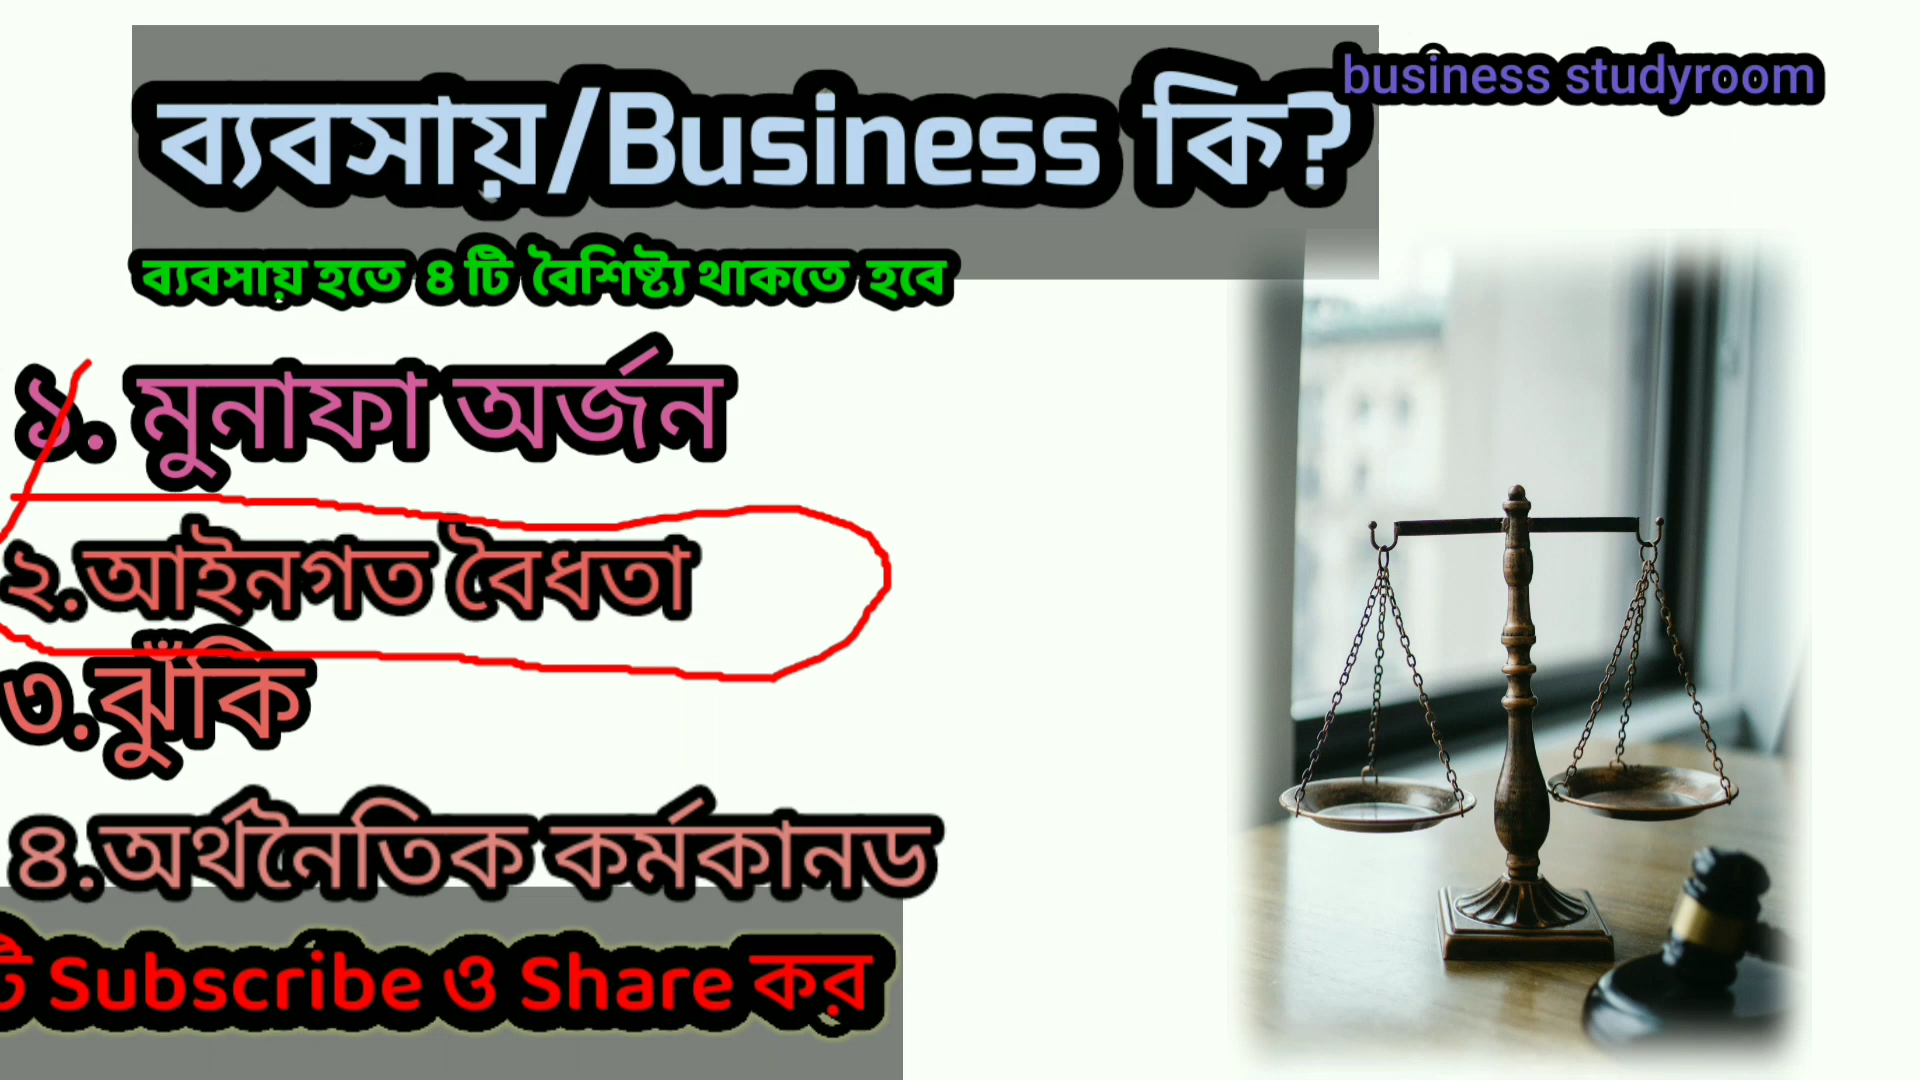 ব্যবসায়/Business কি?
business studyroom
ব্যবসায় হতে ৪ টি বৈশিষ্ট্য থাকতে হবে
১. মুনাফা অর্জন
২.আইনগত বৈধতা
৩.ঝুঁকি
৪.অর্থনৈতিক কর্মকানড
টি Subscribe ও Share কর